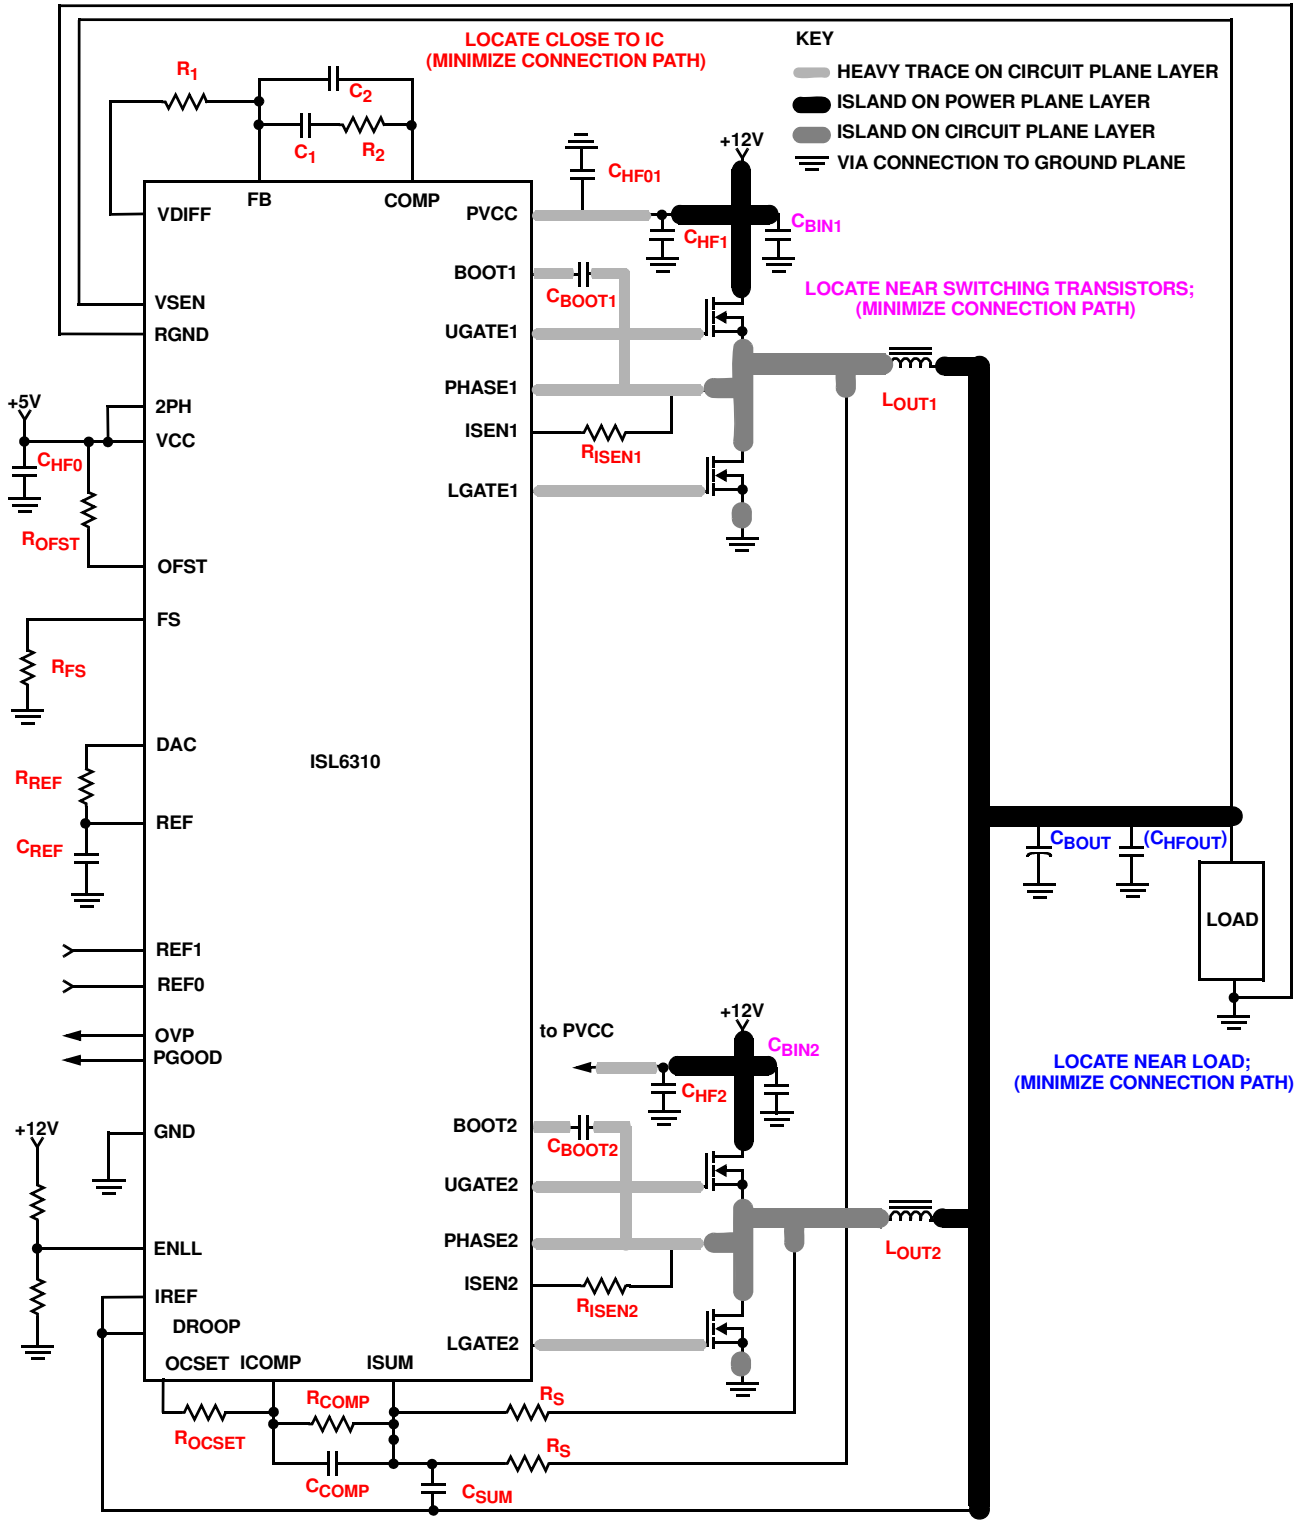 LOCATE CLOSE TO IC
(MINIMIZE CONNECTION PATH)
KEY
HEAVY TRACE ON CIRCUIT PLANE LAYER
ISLAND ON POWER PLANE LAYER
ISLAND ON CIRCUIT PLANE LAYER
VIA CONNECTION TO GROUND PLANE
R1
C2
C1
R2
+12V
CHF01
FB
COMP
VDIFF
PVCC
CHF1
CBIN1
BOOT1
CBOOT1
LOCATE NEAR SWITCHING TRANSISTORS;
(MINIMIZE CONNECTION PATH)
VSEN
RGND
UGATE1
PHASE1
LOUT1
+5V
2PH
VCC
ISEN1
RISEN1
CHF0
LGATE1
ROFST
OFST
FS
RFS
DAC
ISL6310
RREF
REF
CREF
CBOUT
(CHFOUT)
LOAD
REF1
REF0
OVP
PGOOD
to PVCC
+12V
CBIN2
CHF2
LOCATE NEAR LOAD;
(MINIMIZE CONNECTION PATH)
+12V
GND
BOOT2
CBOOT2
UGATE2
ENLL
PHASE2
LOUT2
ISEN2
RISEN2
IREF
DROOP
LGATE2
OCSET
ICOMP
ISUM
RCOMP
RS
ROCSET
RS
CCOMP
CSUM